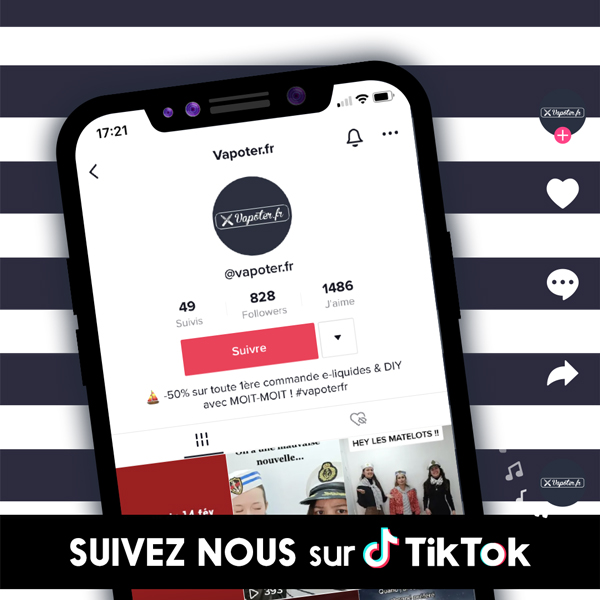 17:21
Vapoter.fr
Vapoter.fr
Vapoter.fr
@vapoter.fr
49
828
1486
Suivis
Followers
J'aime
Suivre
-50% sur toute 1ère commande e-liquides & DIY
avec MOIT-MOIT ! #vapoterfr
On a une mauvaise
nouvelle...
HEY LES MATELOTS !!
14 fév
393
Vapoter.fr
SUIVEZ NOUS sur TikTok